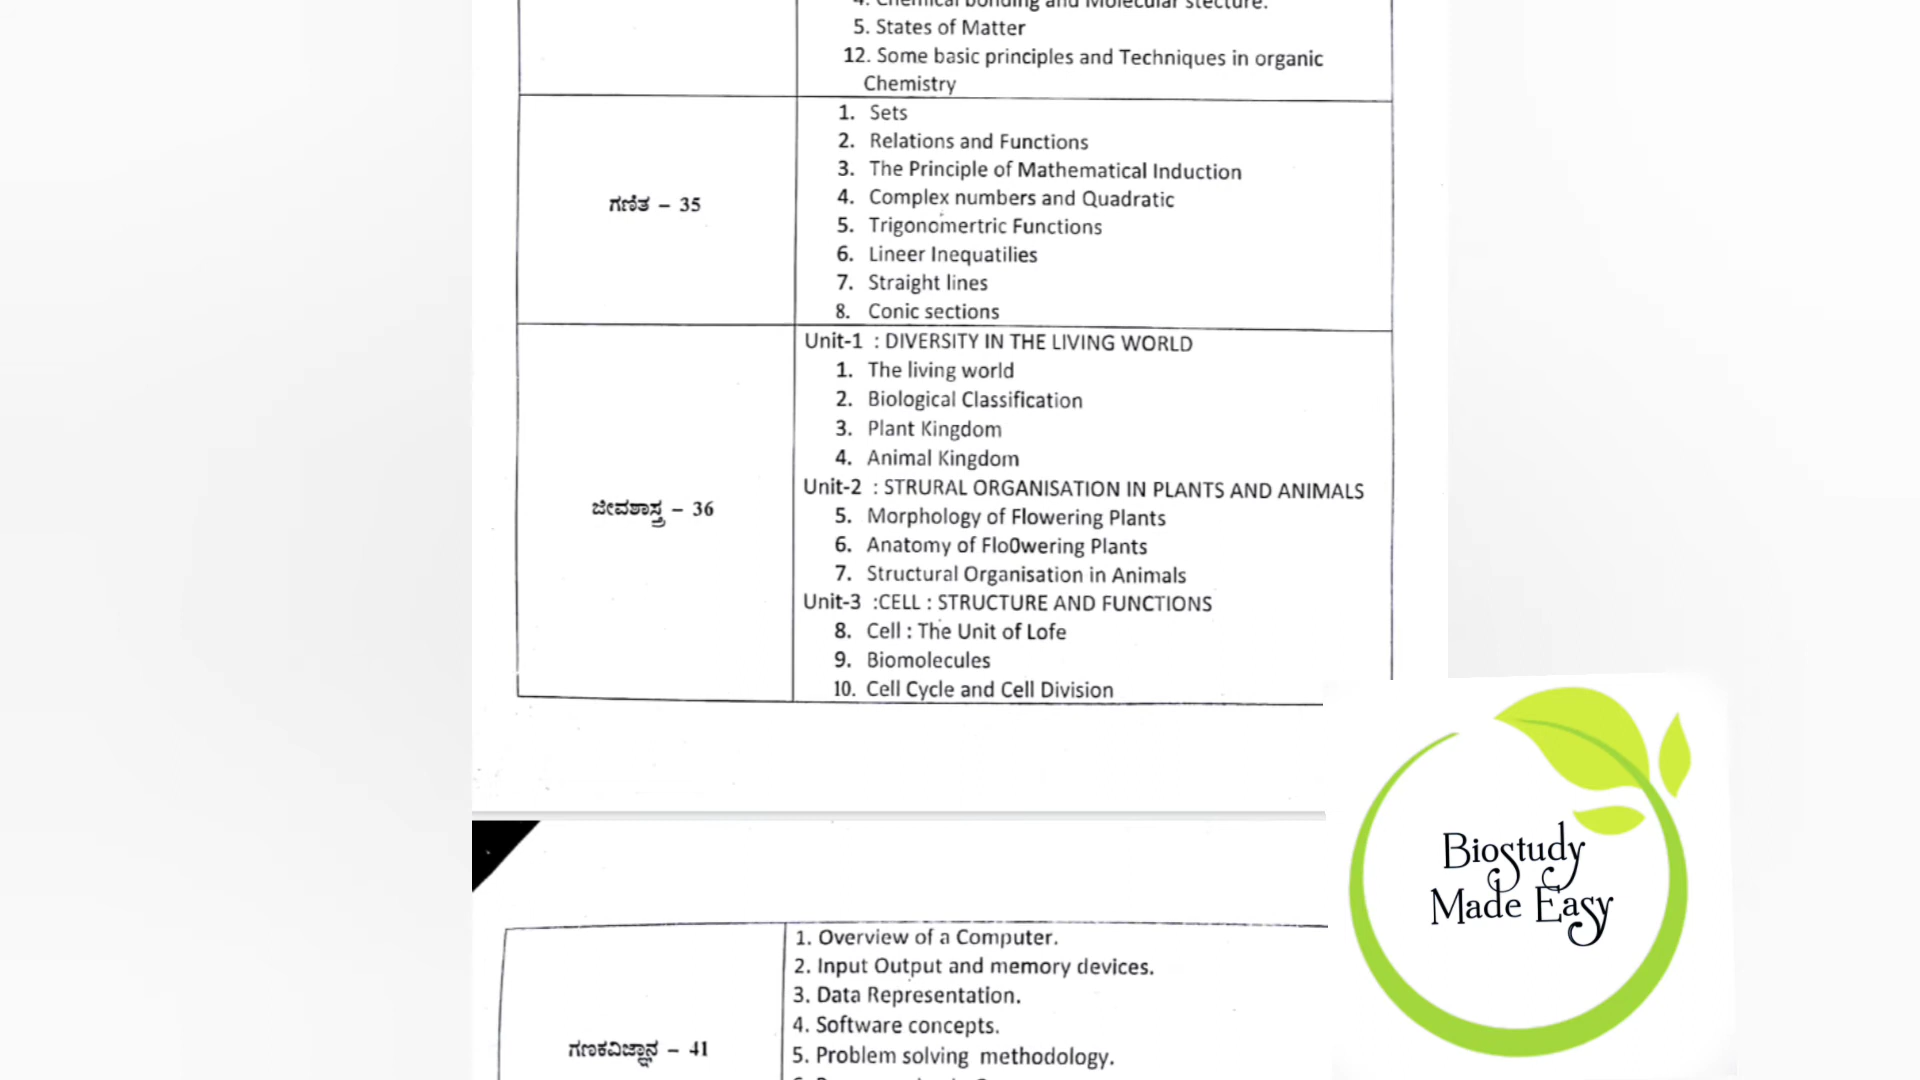 4. Chemical bonding and Molecular stecture.
5. States of Matter
12. Some basic principles and Techniques in organic
Chemistry
ಗಣಿತ – 35
1. Sets
2. Relations and Functions
3. The Principle of Mathematical Induction
4. Complex numbers and Quadratic
5. Trigonomertric Functions
6. Lineer Inequatilies
7. Straight lines
8. Conic sections
ಜೀವಶಾಸ್ತ್ರ – 36
Unit-1 : DIVERSITY IN THE LIVING WORLD
1. The living world
2. Biological Classification
3. Plant Kingdom
4. Animal Kingdom
Unit-2 : STRURAL ORGANISATION IN PLANTS AND ANIMALS
5. Morphology of Flowering Plants
6. Anatomy of Flo0wering Plants
7. Structural Organisation in Animals
Unit-3 :CELL : STRUCTURE AND FUNCTIONS
8. Cell : The Unit of Lofe
9. Biomolecules
10. Cell Cycle and Cell Division
ಗಣಕವಿಜ್ಞಾನ – 41
1. Overview of a Computer.
2. Input Output and memory devices.
3. Data Representation.
4. Software concepts.
5. Problem solving methodology.
Biostudy
Made Easy